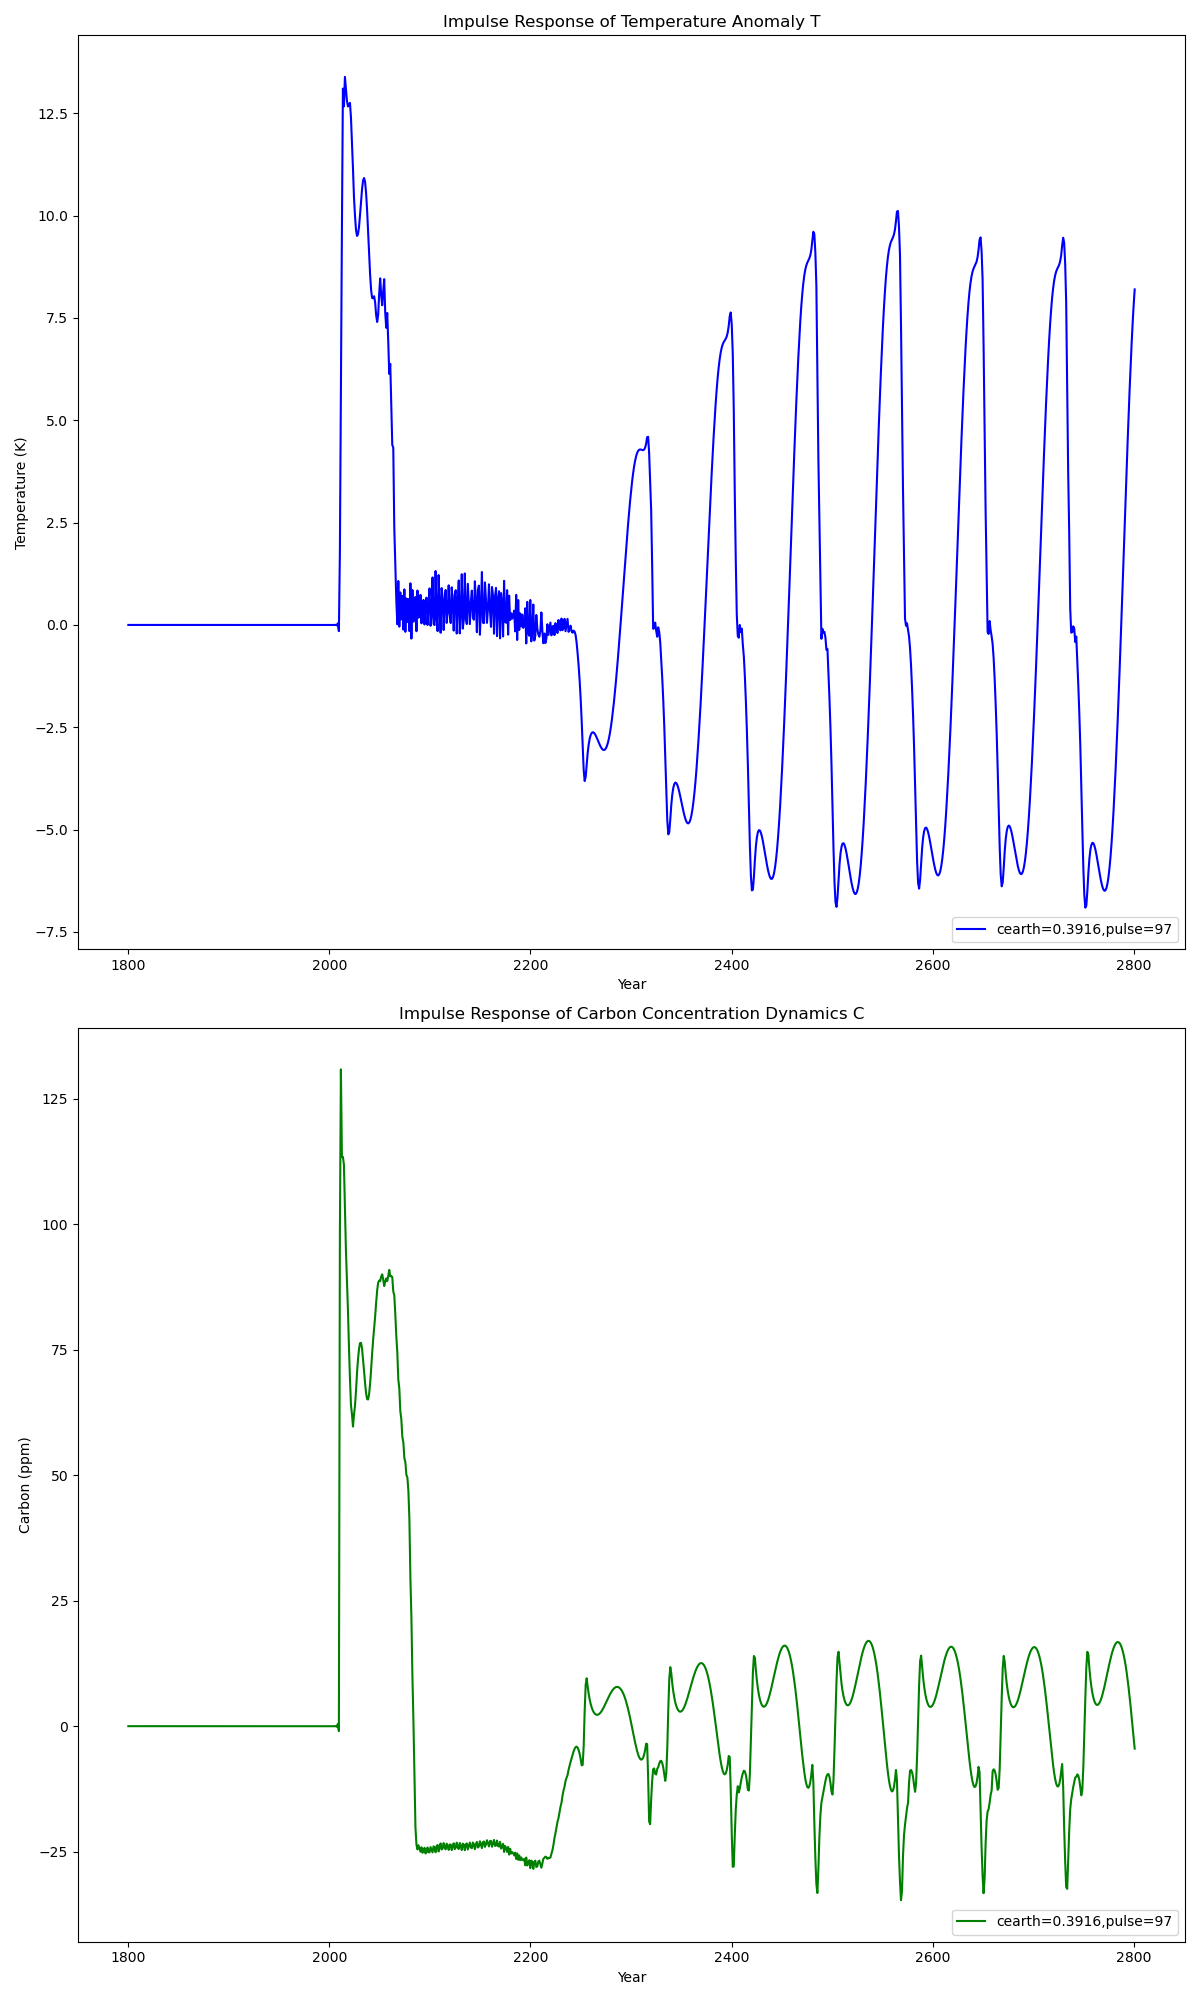 Impulse Response of Temperature Anomaly T
12.5
10.0
7.5
5.0
2.5
0.0
−2.5
−5.0
−7.5
Temperature (K)
cearth=0.3916,pulse=97
1800 2000 2200 2400 2600 2800
Year
Impulse Response of Carbon Concentration Dynamics C
125
100
75
50
25
0
−25
Carbon (ppm)
cearth=0.3916,pulse=97
1800 2000 2200 2400 2600 2800
Year